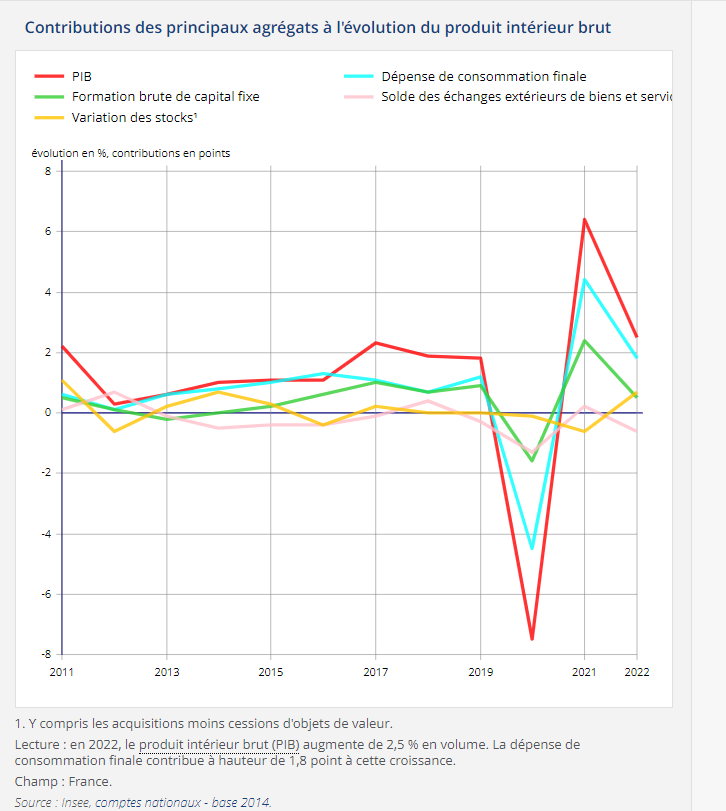 Contributions des principaux agrégats à l'évolution du produit intérieur brut
PIB
Dépense de consommation finale
Formation brute de capital fixe
Solde des échanges extérieurs de biens et servic
Variation des stocks¹
évolution en %, contributions en points
8
6
4
2
0
-2
-4
-6
-8
2011 2013 2015 2017 2019 2021 2022
1. Y compris les acquisitions moins cessions d'objets de valeur.
Lecture : en 2022, le produit intérieur brut (PIB) augmente de 2,5 % en volume. La dépense de
consommation finale contribue à hauteur de 1,8 point à cette croissance.
Champ : France.
Source : Insee, comptes nationaux - base 2014.